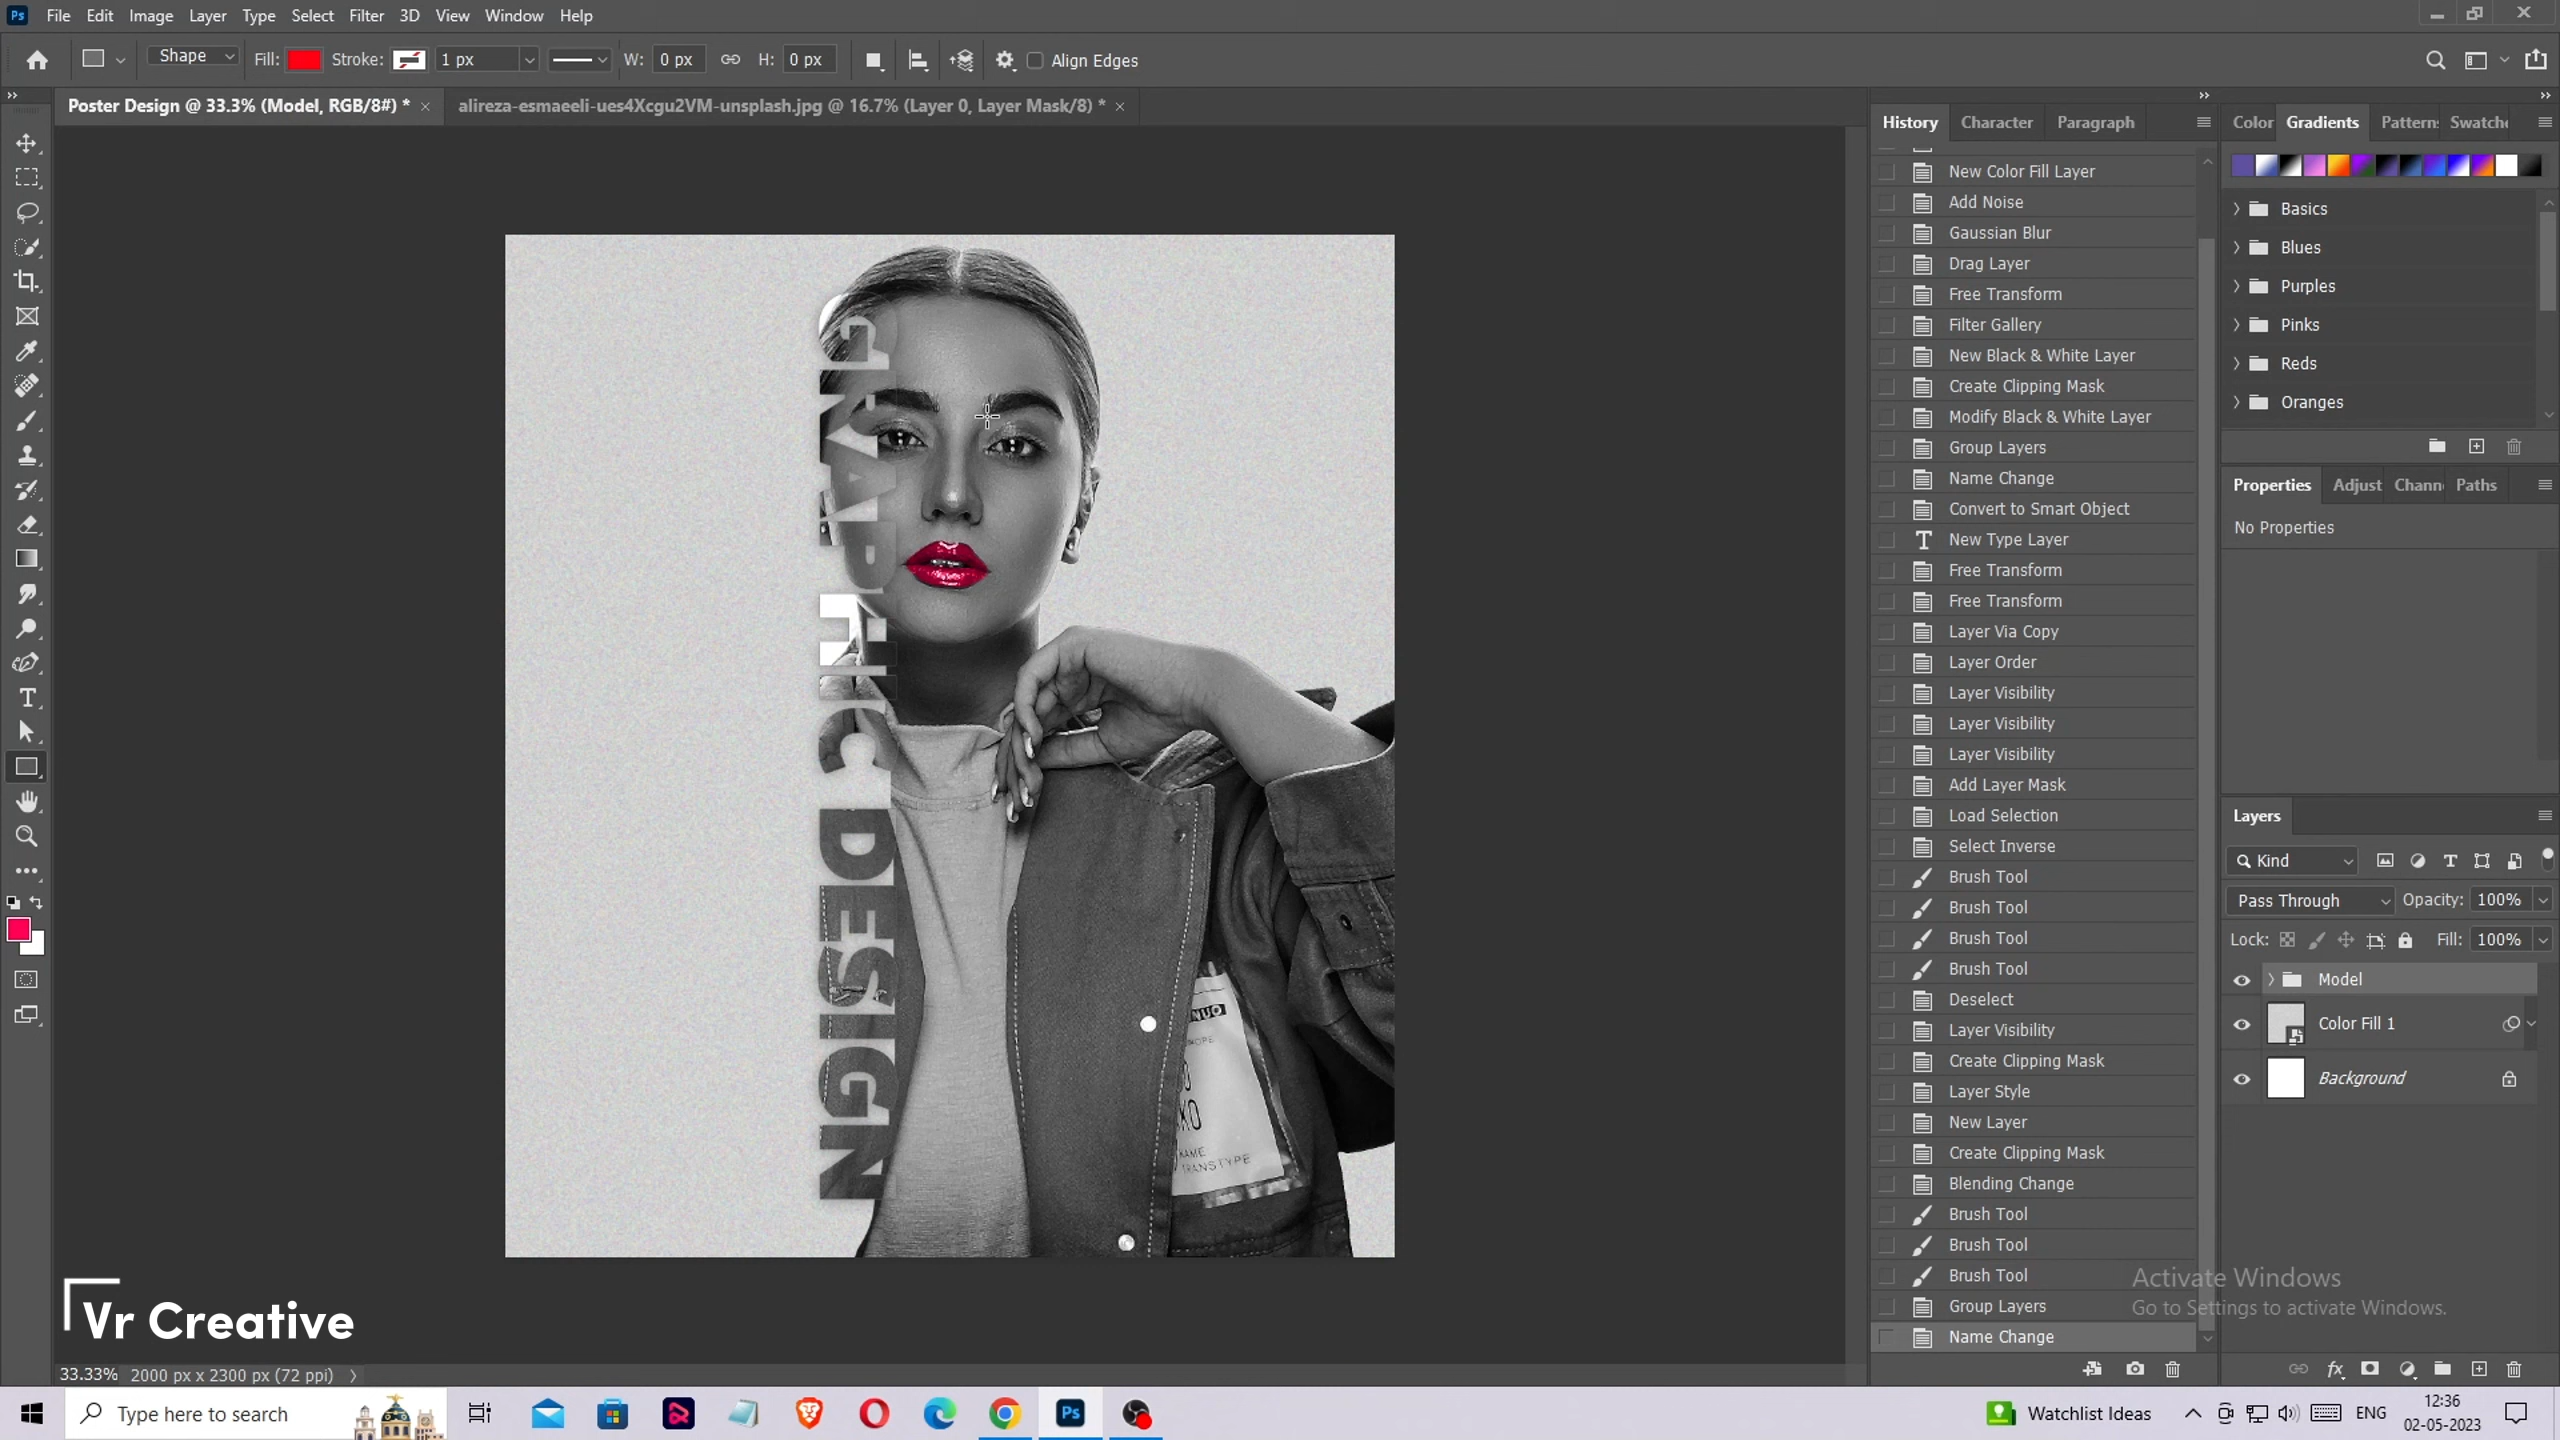 Ps File Edit Image Layer Type Select Filter 3D View Window Help
Shape Fill: Stroke: 1 px W: 0 px H: 0 px Align Edges
Poster Design @ 33.3% (Model, RGB/8#) * × alireza-esmaeeli-ues4Xcgu2VM-unsplash.jpg @ 16.7% (Layer 0, Layer Mask/8) * ×
History Character Paragraph
New Color Fill Layer
Add Noise
Gaussian Blur
Drag Layer
Free Transform
Filter Gallery
New Black & White Layer
Create Clipping Mask
Modify Black & White Layer
Group Layers
Name Change
Convert to Smart Object
New Type Layer
Free Transform
Free Transform
Layer Via Copy
Layer Order
Layer Visibility
Layer Visibility
Layer Visibility
Add Layer Mask
Load Selection
Select Inverse
Brush Tool
Brush Tool
Brush Tool
Brush Tool
Deselect
Layer Visibility
Create Clipping Mask
Layer Style
New Layer
Create Clipping Mask
Blending Change
Brush Tool
Brush Tool
Brush Tool
Group Layers
Name Change
Color Gradients Pattern Swatch
Basics
Blues
Purples
Pinks
Reds
Oranges
Properties Adjust Chann Paths
No Properties
Layers
Kind
Pass Through Opacity: 100%
Lock: Fill: 100%
Model
Color Fill 1
Background
GRAPHIC DESIGN
NUO
KO
NAME
TRANSTYPE
Activate Windows
Go to Settings to activate Windows.
Vr Creative
33.33% 2000 px x 2300 px (72 ppi)
Type here to search
Ps
Watchlist Ideas
ENG
12:36
02-05-2023